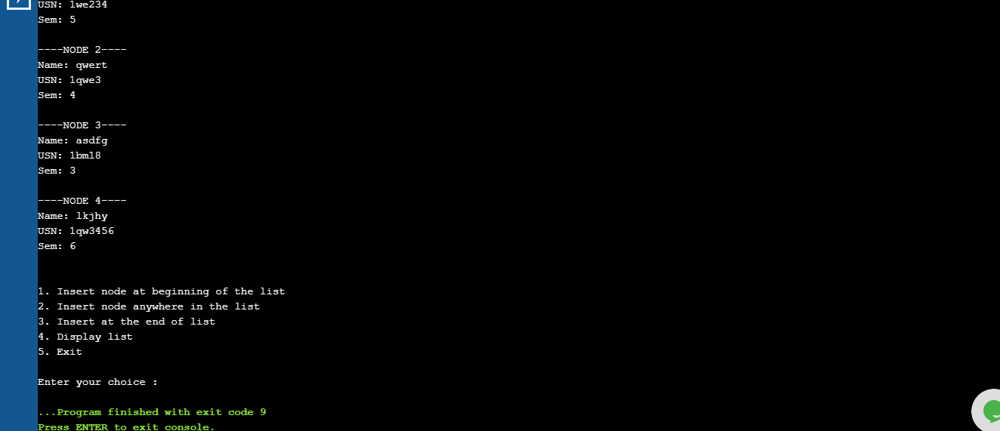 USN: 1we234
Sem: 5
----NODE 2----
Name: qwert
USN: 1qwe3
Sem: 4
----NODE 3----
Name: asdfg
USN: 1bm18
Sem: 3
----NODE 4----
Name: lkjhy
USN: 1qw3456
Sem: 6
1. Insert node at beginning of the list
2. Insert node anywhere in the list
3. Insert at the end of list
4. Display list
5. Exit
Enter your choice :
...Program finished with exit code 9
Press ENTER to exit console.